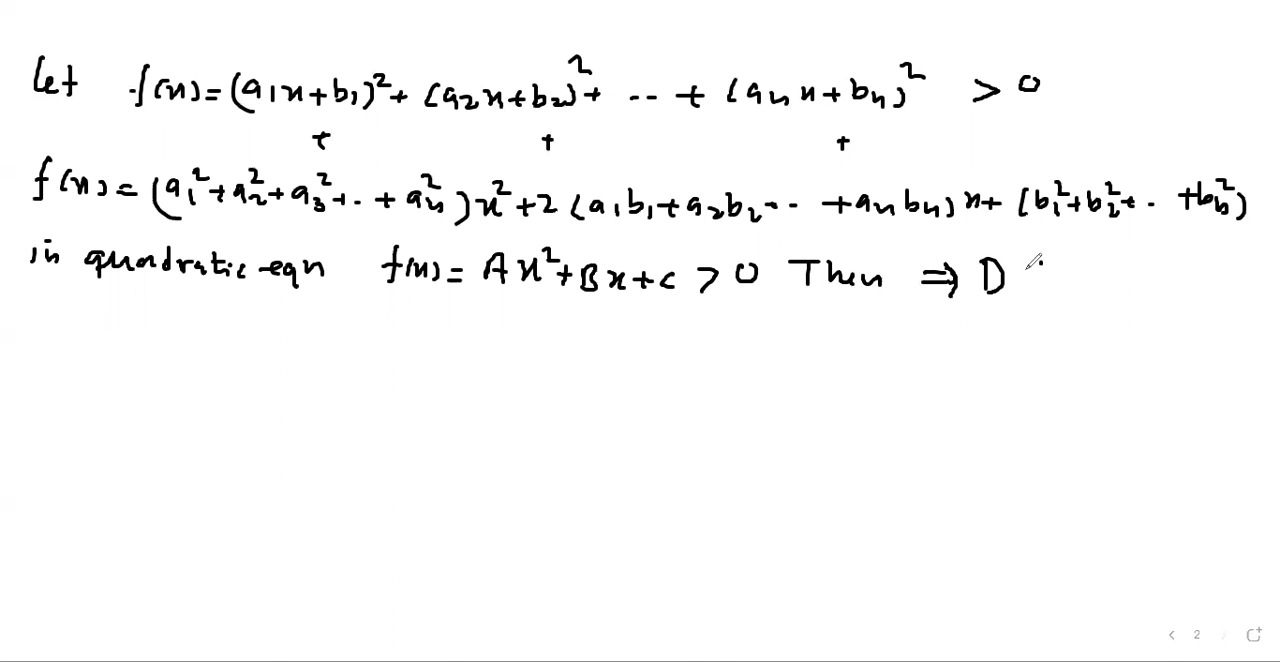 Let f(x) = (a₁x+b₁)² + (a₂x+b₂)² + -- + (aₙx+bₙ)² > 0
+ + +
f(x) = (a₁²+a₂²+a₃²+.. + aₙ²)x²+2(a₁b₁+a₂b₂-- +aₙbₙ)x+(b₁²+b₂²+.. +bₙ²)
in quadratic eqn f(x) = Ax²+Bx+C > 0 Then ⇒ D
< 2